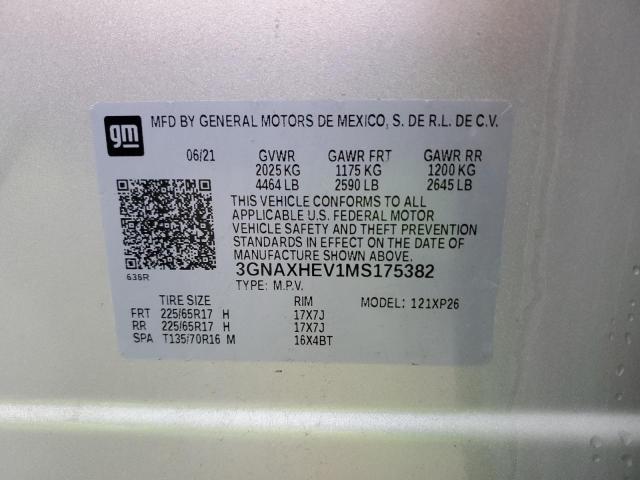 gm
MFD BY GENERAL MOTORS DE MEXICO, S. DE R.L. DE C.V.
06/21 GVWR GAWR FRT GAWR RR
2025 KG 1175 KG 1200 KG
4464 LB 2590 LB 2645 LB
THIS VEHICLE CONFORMS TO ALL
APPLICABLE U.S. FEDERAL MOTOR
VEHICLE SAFETY AND THEFT PREVENTION
STANDARDS IN EFFECT ON THE DATE OF
MANUFACTURE SHOWN ABOVE.
3GNAXHEV1MS175382
636R
TYPE: M.P.V.
TIRE SIZE RIM MODEL: 121XP26
FRT 225/65R17 H 17X7J
RR 225/65R17 H 17X7J
SPA T135/70R16 M 16X4BT